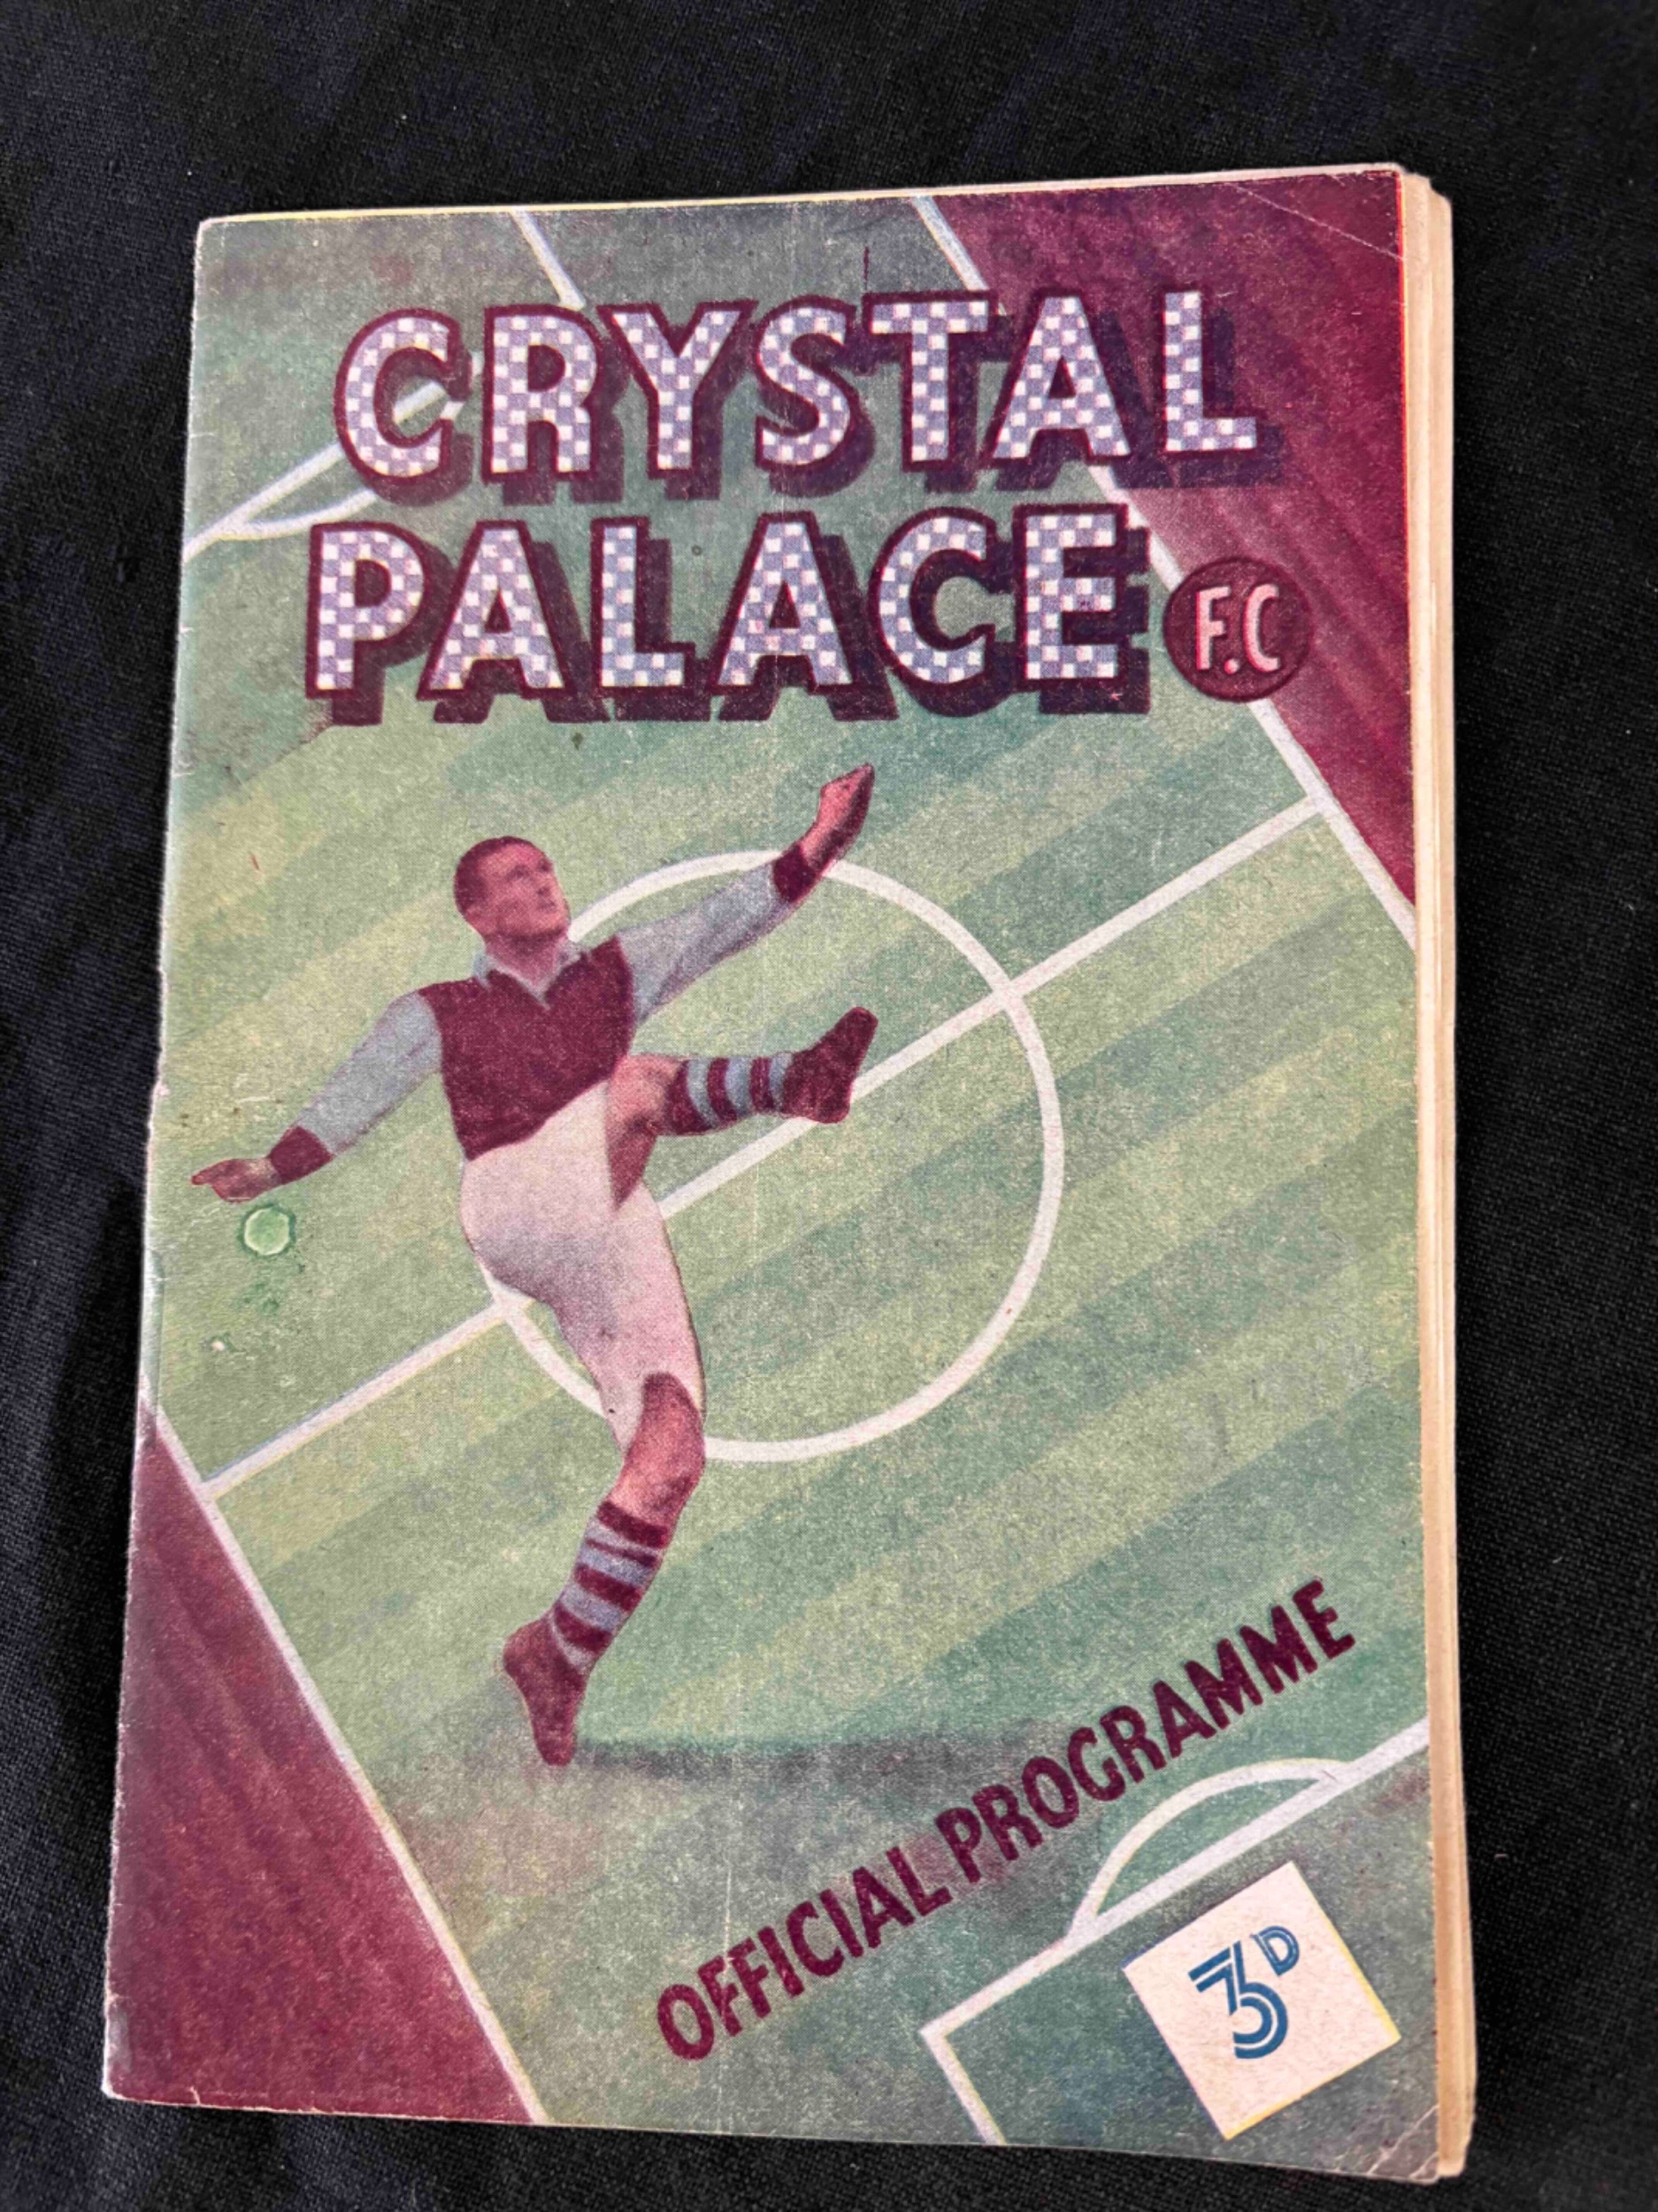 CRYSTAL
PALACE F.C
OFFICIAL PROGRAMME
3D